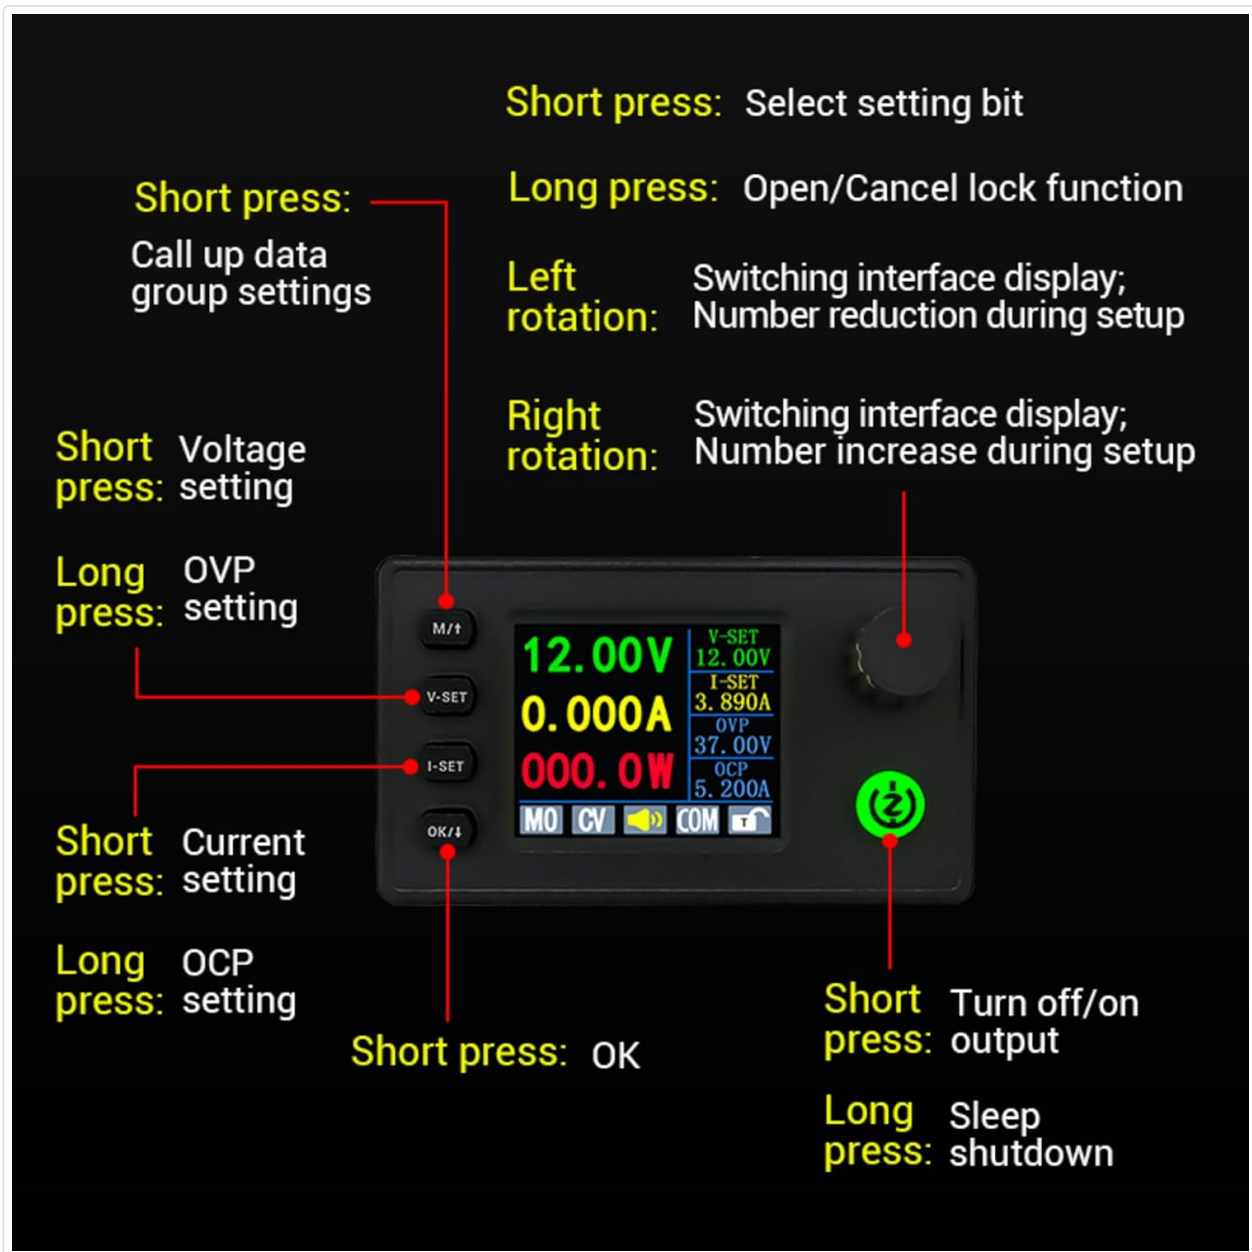 Short press: Select setting bit
Long press: Open/Cancel lock function
Left rotation: Switching interface display;
Number reduction during setup
Right rotation: Switching interface display;
Number increase during setup
Short press:
Call up data
group settings
Short press: Voltage setting
Long press: OVP setting
Short press: Current setting
Long press: OCP setting
Short press: OK
Short press: Turn off/on output
Long press: Sleep shutdown
M/↑
V-SET
I-SET
OK/↓
12.00V
0.000A
000.0W
V-SET
12.00V
I-SET
3.890A
OVP
37.00V
OCP
5.200A
M0 CV COM T
Z